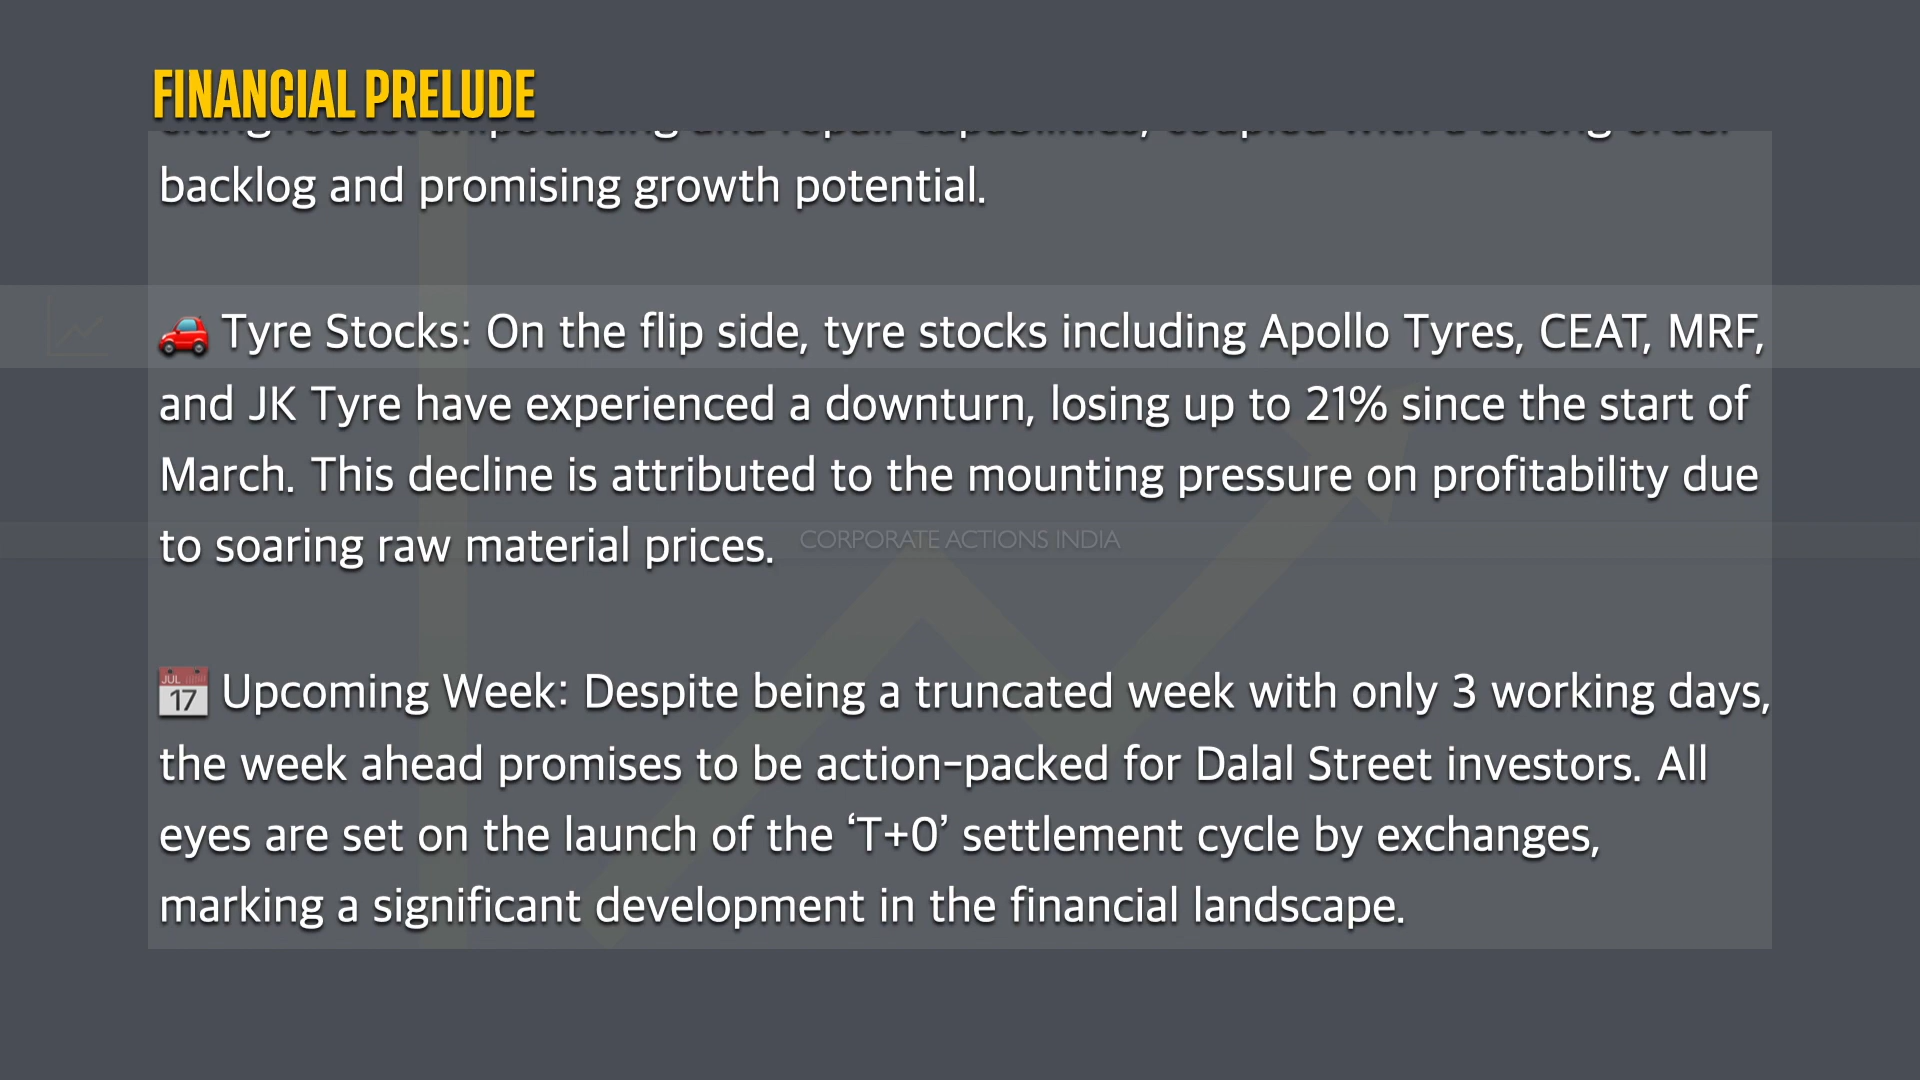 FINANCIAL PRELUDE
backlog and promising growth potential.
🚗 Tyre Stocks: On the flip side, tyre stocks including Apollo Tyres, CEAT, MRF,
and JK Tyre have experienced a downturn, losing up to 21% since the start of
March. This decline is attributed to the mounting pressure on profitability due
to soaring raw material prices.
CORPORATE ACTIONS INDIA
JUL
17
Upcoming Week: Despite being a truncated week with only 3 working days,
the week ahead promises to be action-packed for Dalal Street investors. All
eyes are set on the launch of the ‘T+0’ settlement cycle by exchanges,
marking a significant development in the financial landscape.